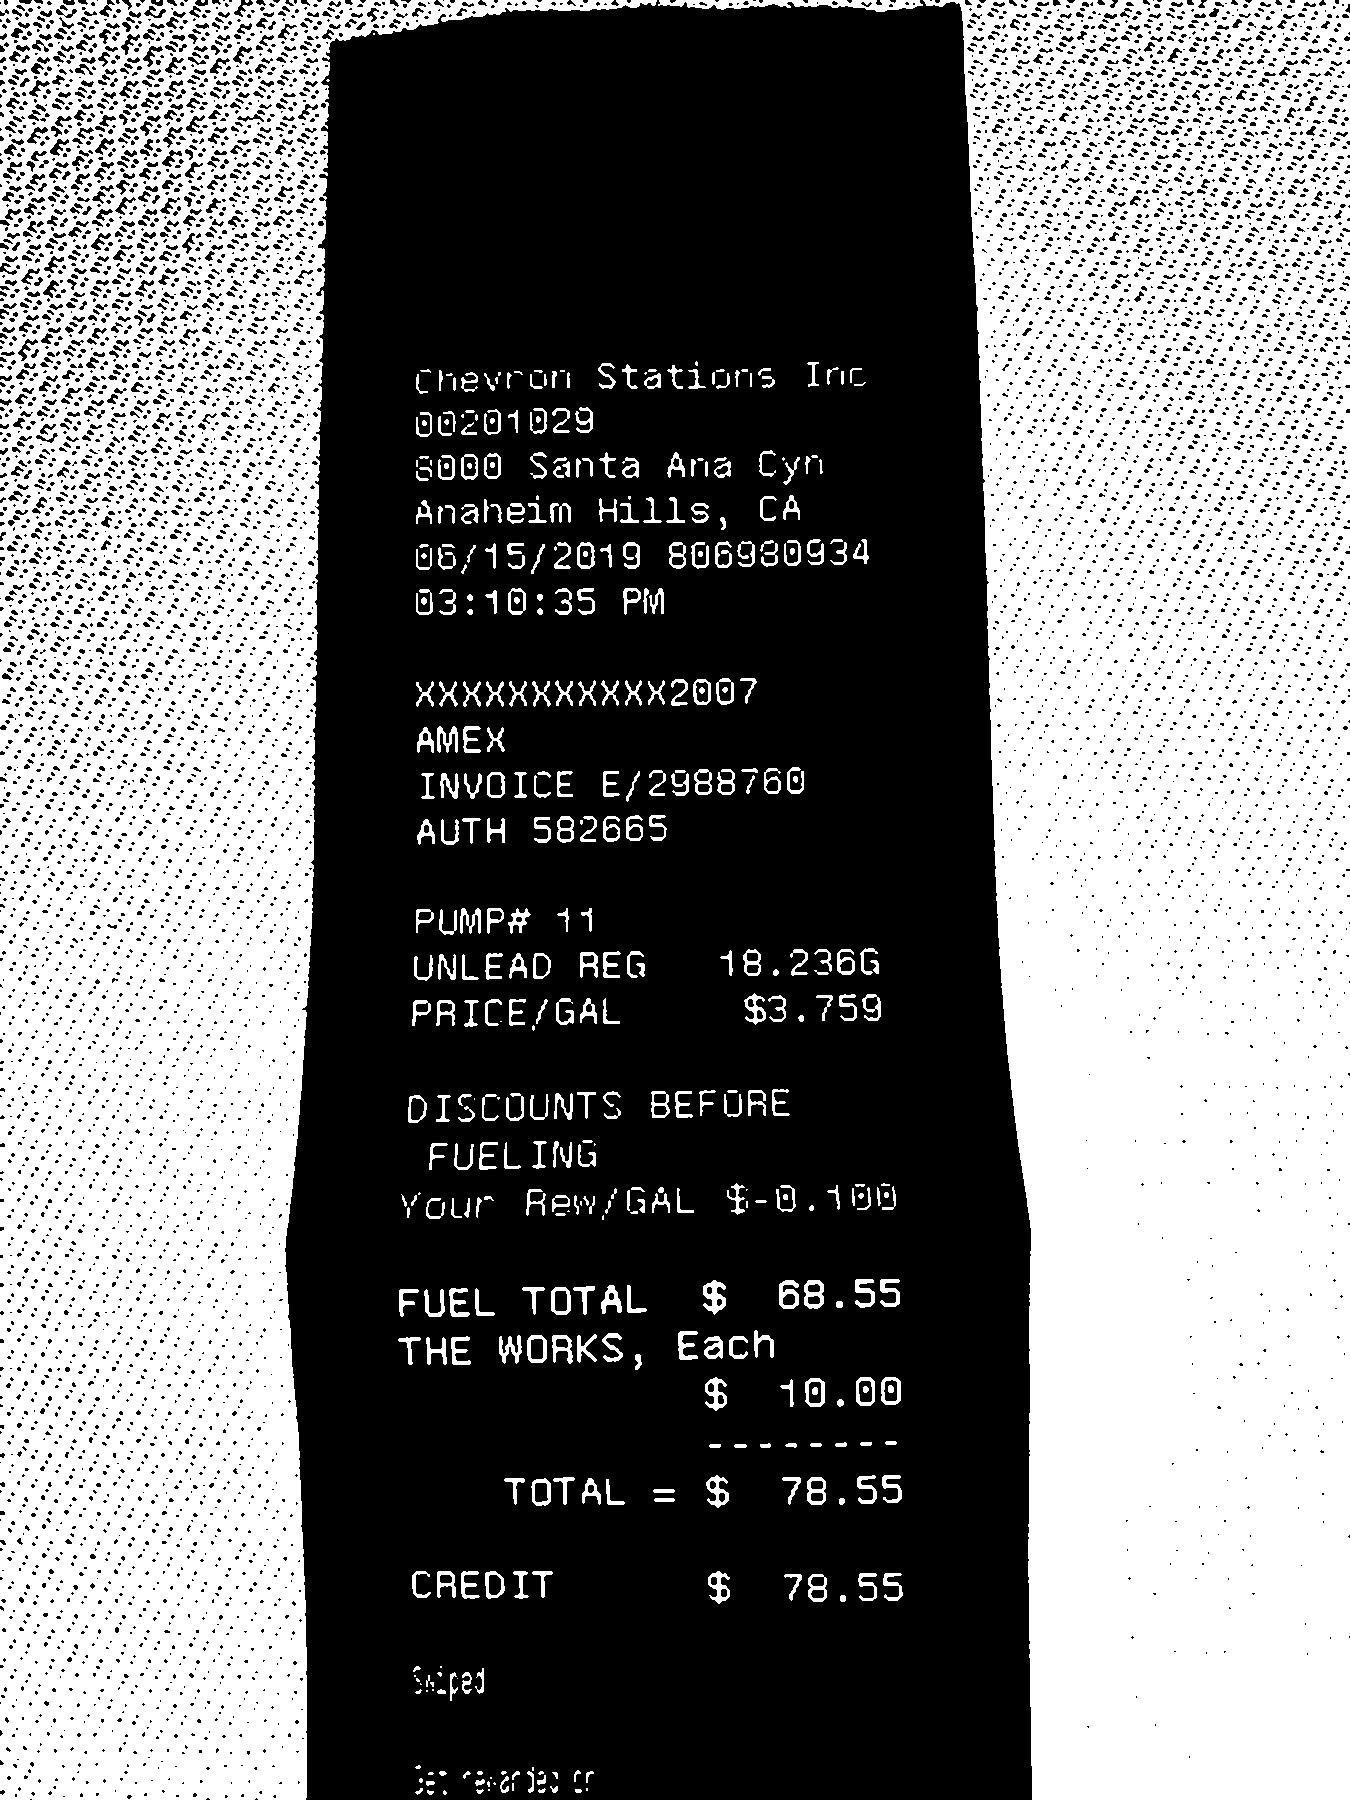 Chevron Stations Inc
00201029
8000 Santa Ana Cyn
Anaheim Hills, CA
06/15/2019 806980934
03:10:35 PM
XXXXXXXXXXX2007
AMEX
INVOICE E/2988760
AUTH 582665
PUMP# 11
UNLEAD REG 18.236G
PRICE/GAL $3.759
DISCOUNTS BEFORE
FUELING
Your Rew/GAL $-0.100
FUEL TOTAL $ 68.55
THE WORKS, Each
$ 10.00
--------
TOTAL = $ 78.55
CREDIT $ 78.55
Swiped
Get rewarded on